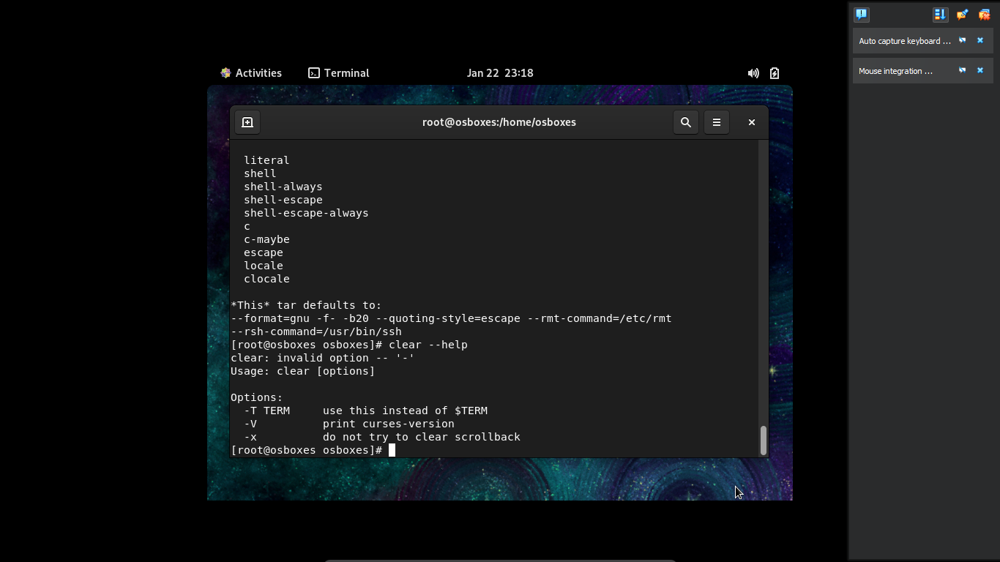 Activities
Terminal
Jan 22  23:18
Auto capture keyboard ...
Mouse integration ...
root@osboxes:/home/osboxes
  literal
  shell
  shell-always
  shell-escape
  shell-escape-always
  c
  c-maybe
  escape
  locale
  clocale
*This* tar defaults to:
--format=gnu -f- -b20 --quoting-style=escape --rmt-command=/etc/rmt
--rsh-command=/usr/bin/ssh
[root@osboxes osboxes]# clear --help
clear: invalid option -- '-'
Usage: clear [options]
Options:
  -T TERM     use this instead of $TERM
  -V          print curses-version
  -x          do not try to clear scrollback
[root@osboxes osboxes]#